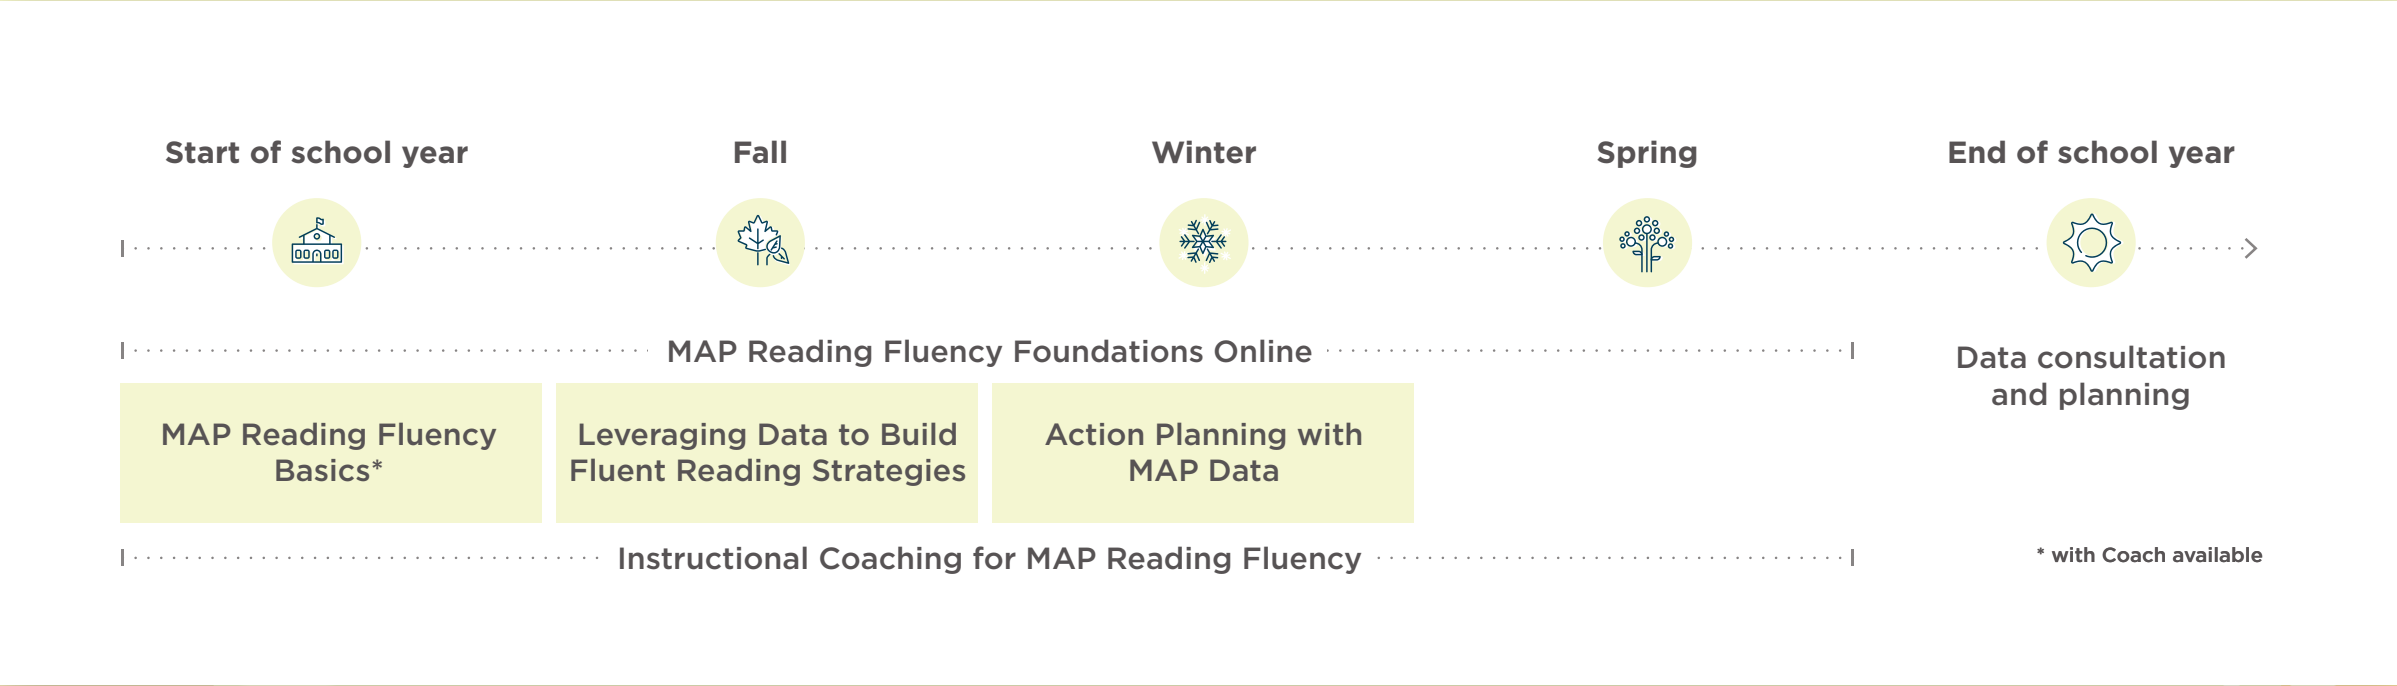 Start of school year
Fall
Winter
Spring
End of school year
MAP Reading Fluency Foundations Online
Data consultation
and planning
MAP Reading Fluency
Basics*
Leveraging Data to Build
Fluent Reading Strategies
Action Planning with
MAP Data
Instructional Coaching for MAP Reading Fluency
* with Coach available